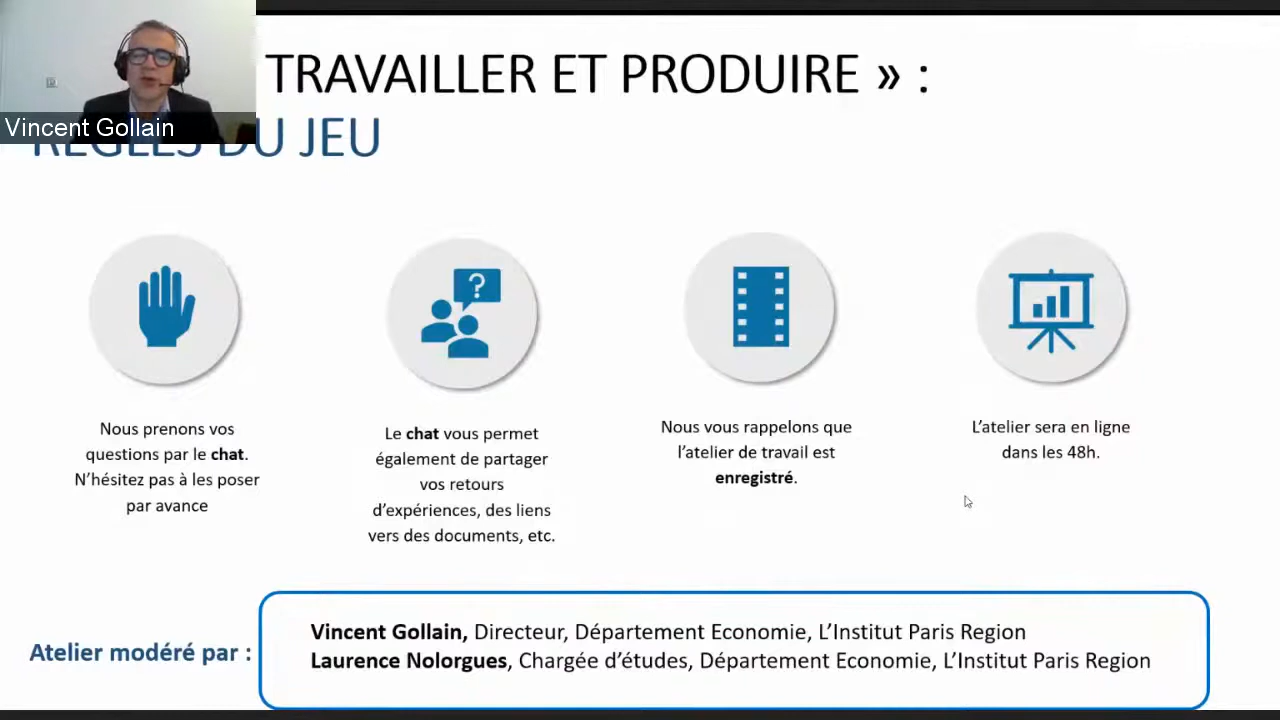 TRAVAILLER ET PRODUIRE » :
DU JEU
Vincent Gollain
?
Nous prenons vos
questions par le chat.
N'hésitez pas à les poser
par avance
Le chat vous permet
également de partager
vos retours
d'expériences, des liens
vers des documents, etc.
Nous vous rappelons que
l'atelier de travail est
enregistré.
L'atelier sera en ligne
dans les 48h.
Atelier modéré par :
Vincent Gollain, Directeur, Département Economie, L'Institut Paris Region
Laurence Nolorgues, Chargée d'études, Département Economie, L'Institut Paris Region